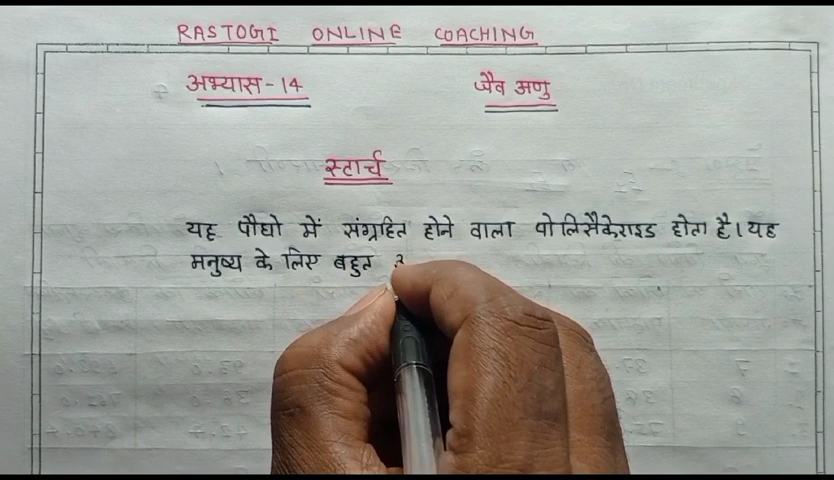 RASTOGI ONLINE COACHING
अभ्यास-14 जैव अणु
स्टार्च
यह पौधो में संग्रहित होने वाला पोलिसैकेराइड होता है। यह
मनुष्य के लिए बहुत